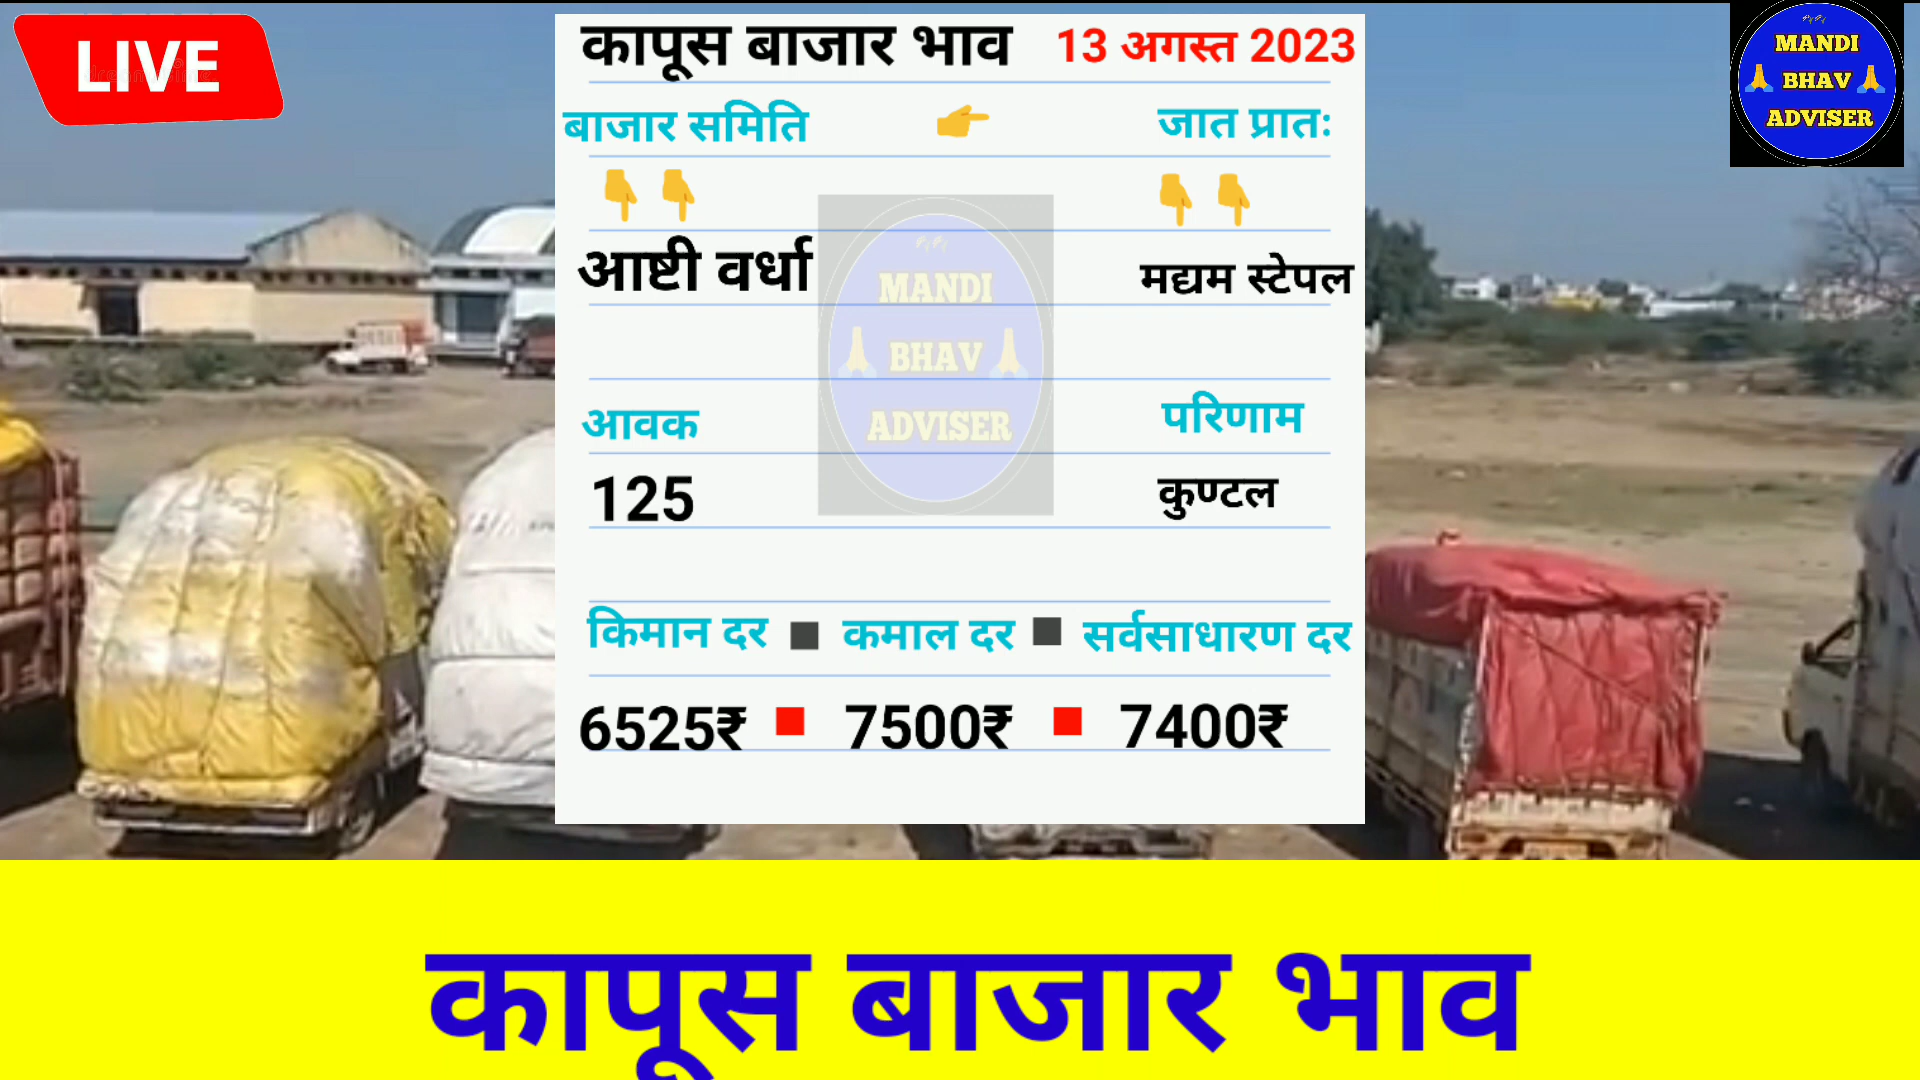 LIVE
कापूस बाजार भाव 13 अगस्त 2023
MANDI
BHAV
ADVISER
बाजार समिति 👉 जात प्रातः
👇👇 👇👇
आष्टी वर्धा मद्यम स्टेपल
MANDI
BHAV
ADVISER
आवक परिणाम
125 कुण्टल
किमान दर ◼ कमाल दर ◼ सर्वसाधारण दर
6525₹ 7500₹ 7400₹
कापूस बाजार भाव